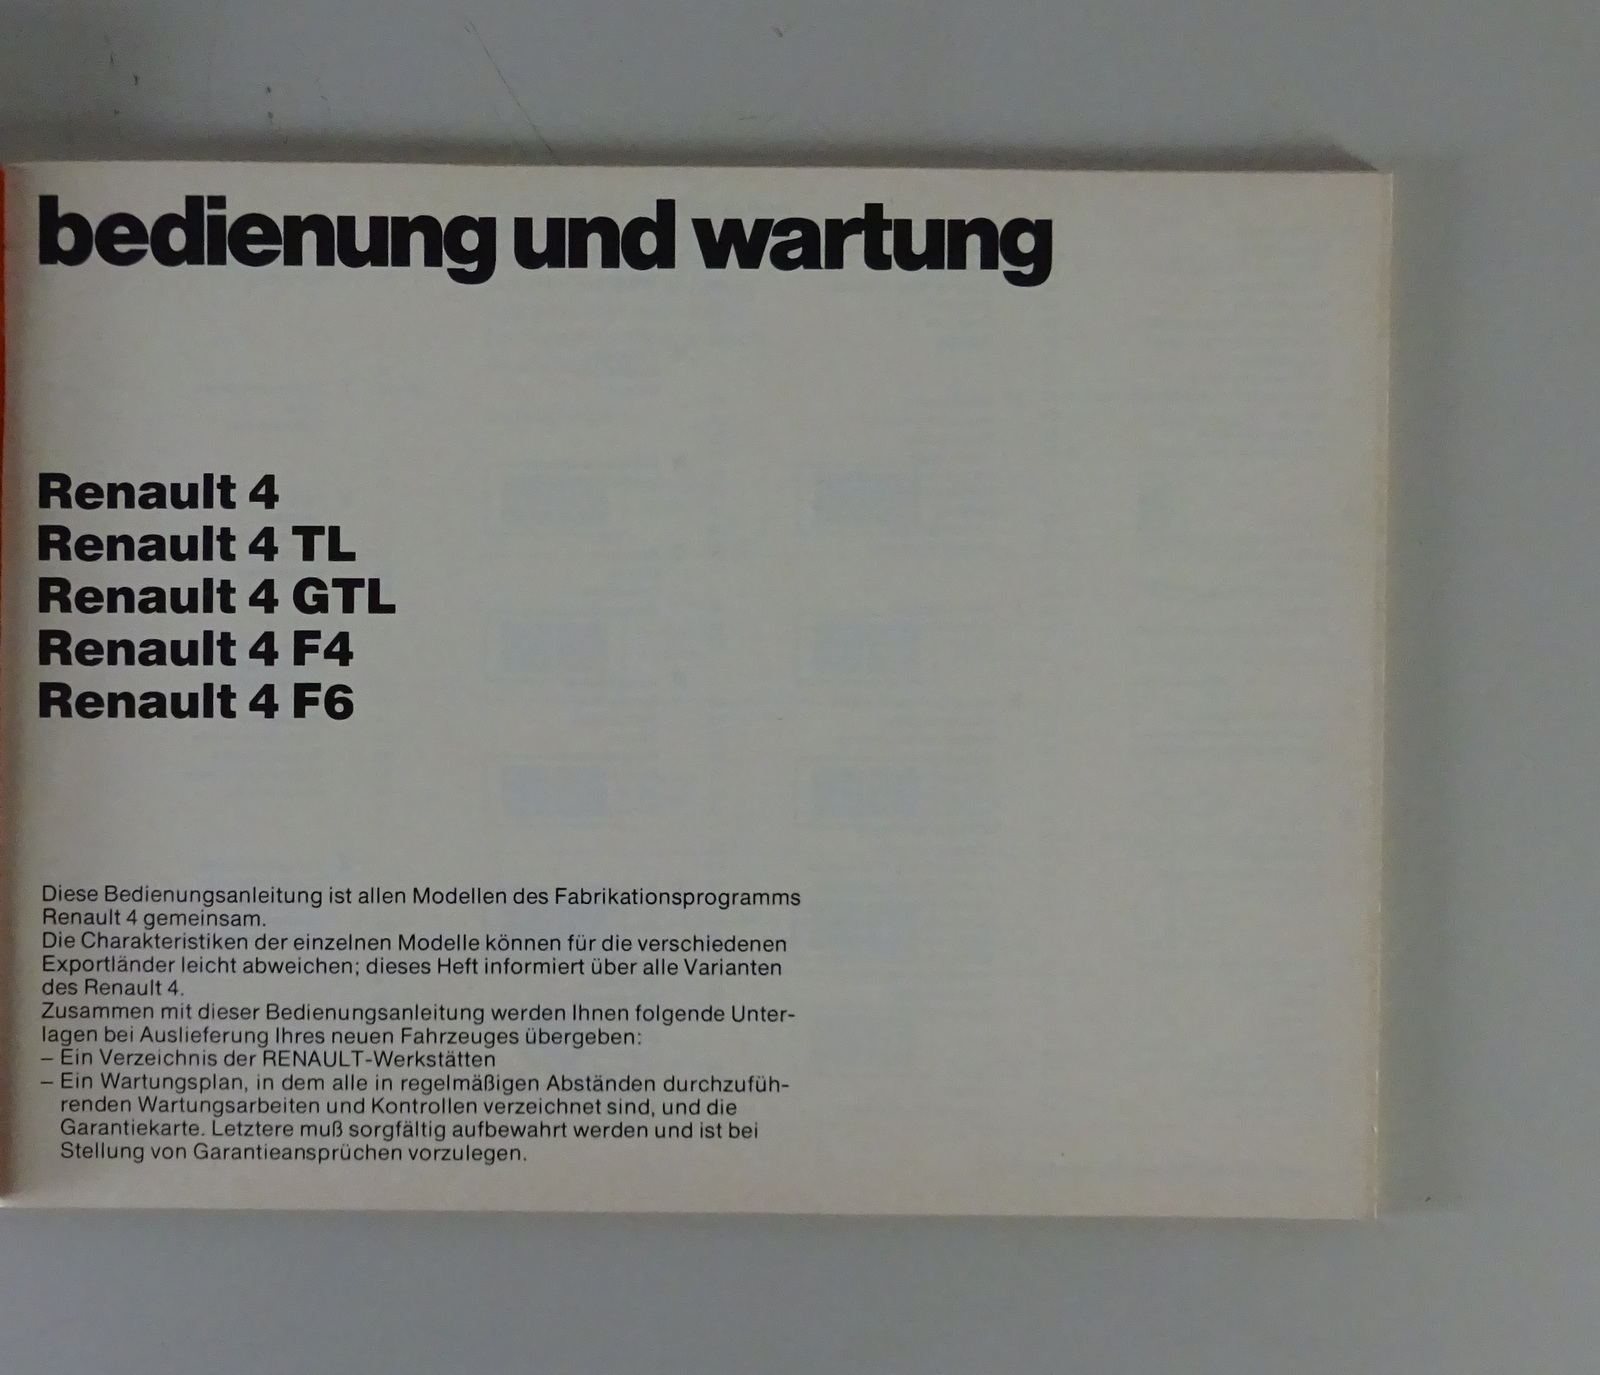 bedienung und wartung
Renault 4
Renault 4 TL
Renault 4 GTL
Renault 4 F4
Renault 4 F6
Diese Bedienungsanleitung ist allen Modellen des Fabrikationsprogramms
Renault 4 gemeinsam.
Die Charakteristiken der einzelnen Modelle können für die verschiedenen
Exportländer leicht abweichen; dieses Heft informiert über alle Varianten
des Renault 4.
Zusammen mit dieser Bedienungsanleitung werden Ihnen folgende Unter-
lagen bei Auslieferung Ihres neuen Fahrzeuges übergeben:
– Ein Verzeichnis der RENAULT-Werkstätten
– Ein Wartungsplan, in dem alle in regelmäßigen Abständen durchzufüh-
renden Wartungsarbeiten und Kontrollen verzeichnet sind, und die
Garantiekarte. Letztere muß sorgfältig aufbewahrt werden und ist bei
Stellung von Garantieansprüchen vorzulegen.